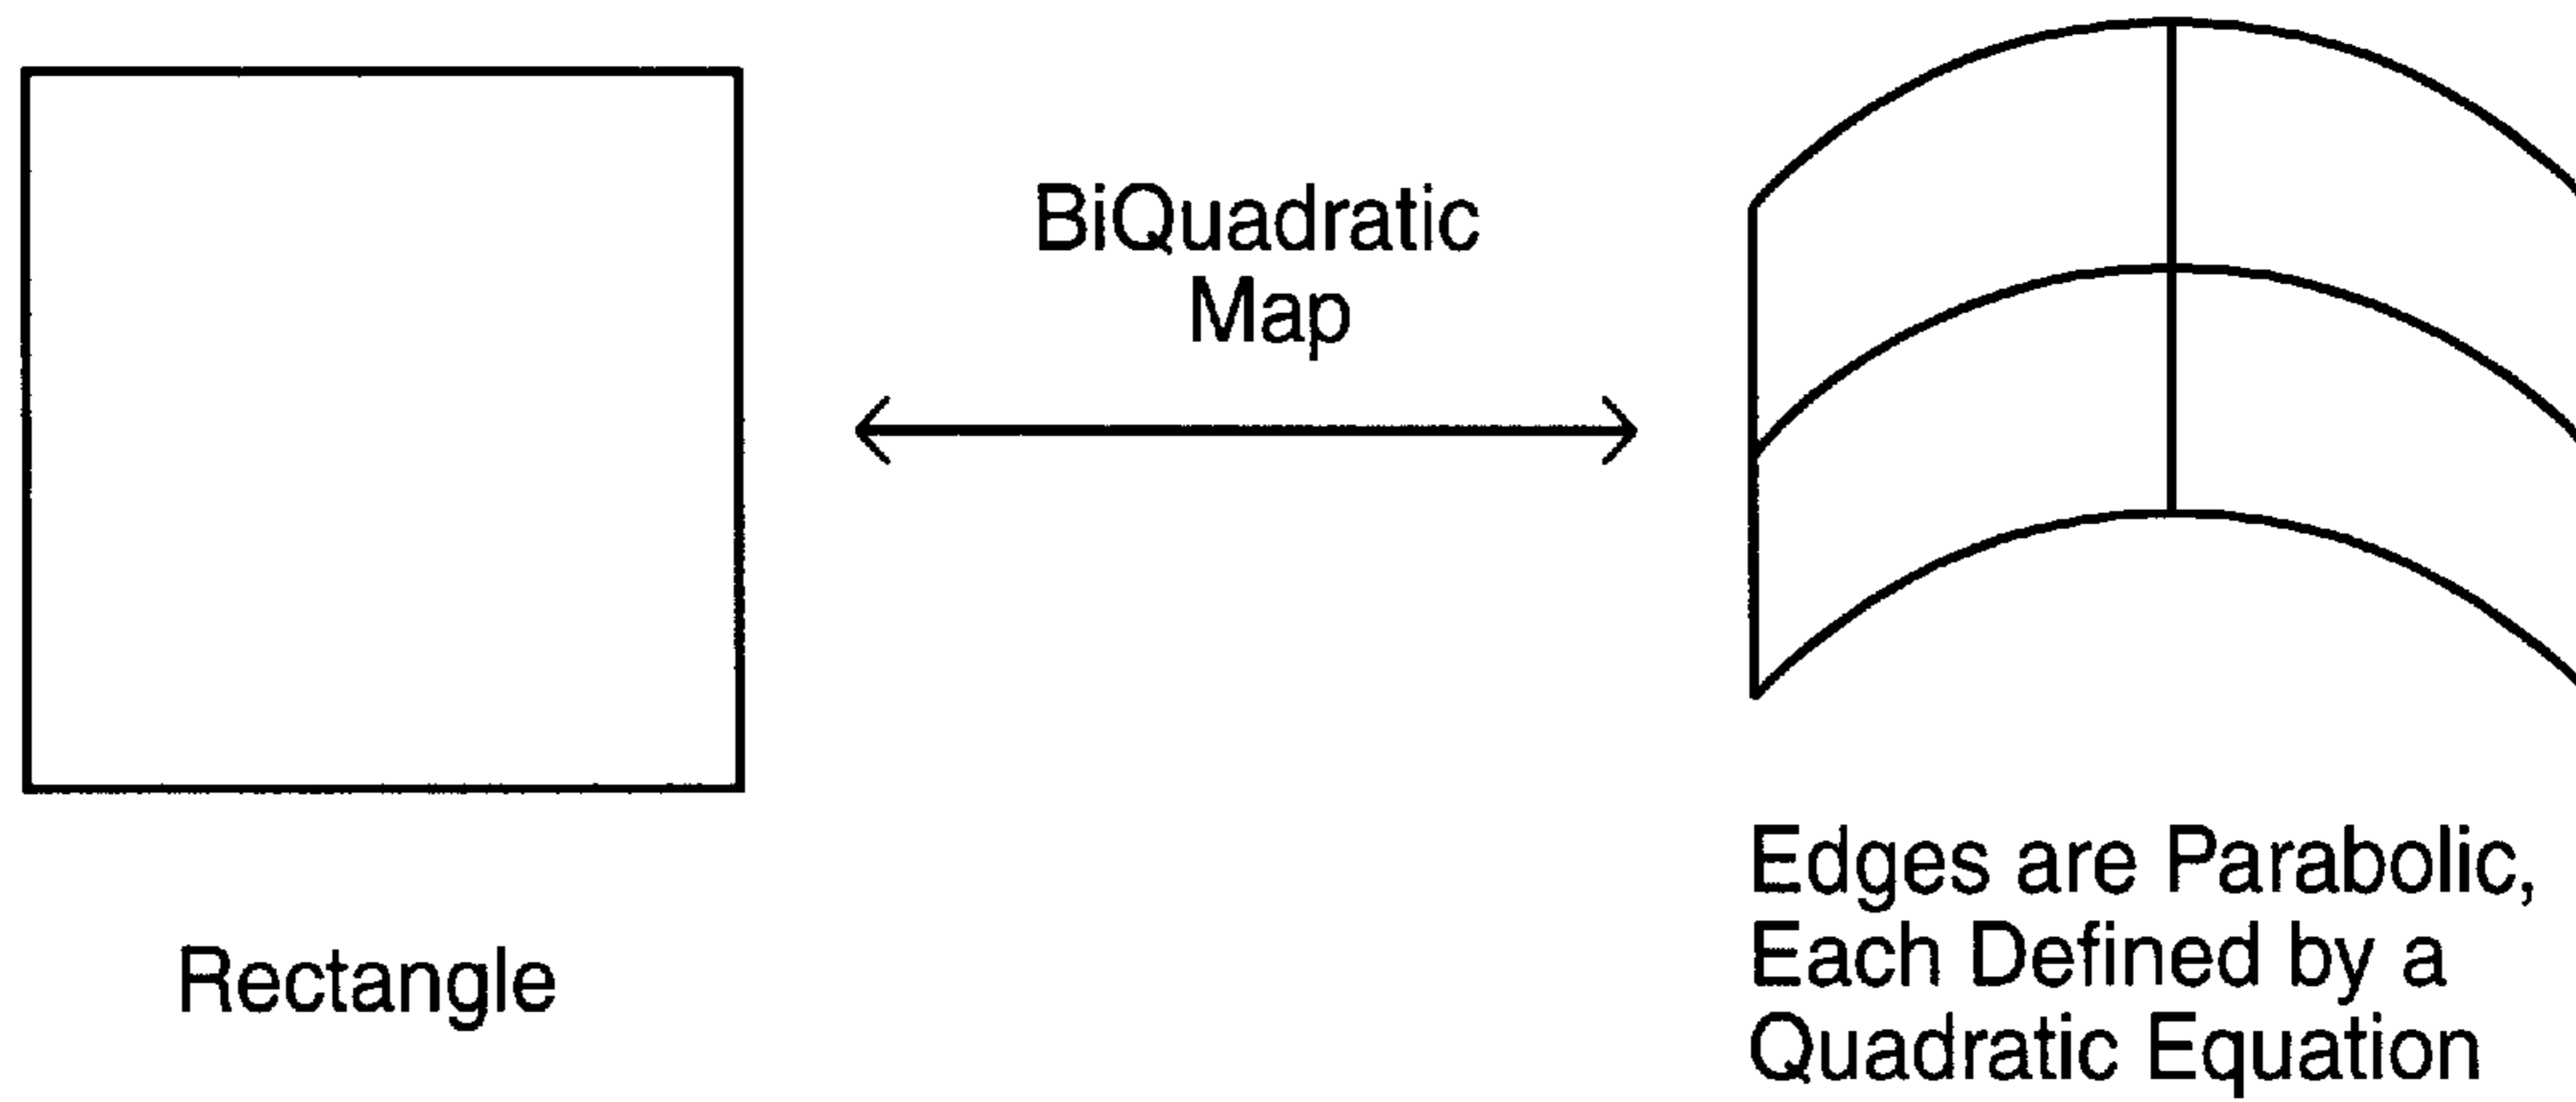 BiQuadratic
Map
Rectangle
Edges are Parabolic,
Each Defined by a
Quadratic Equation